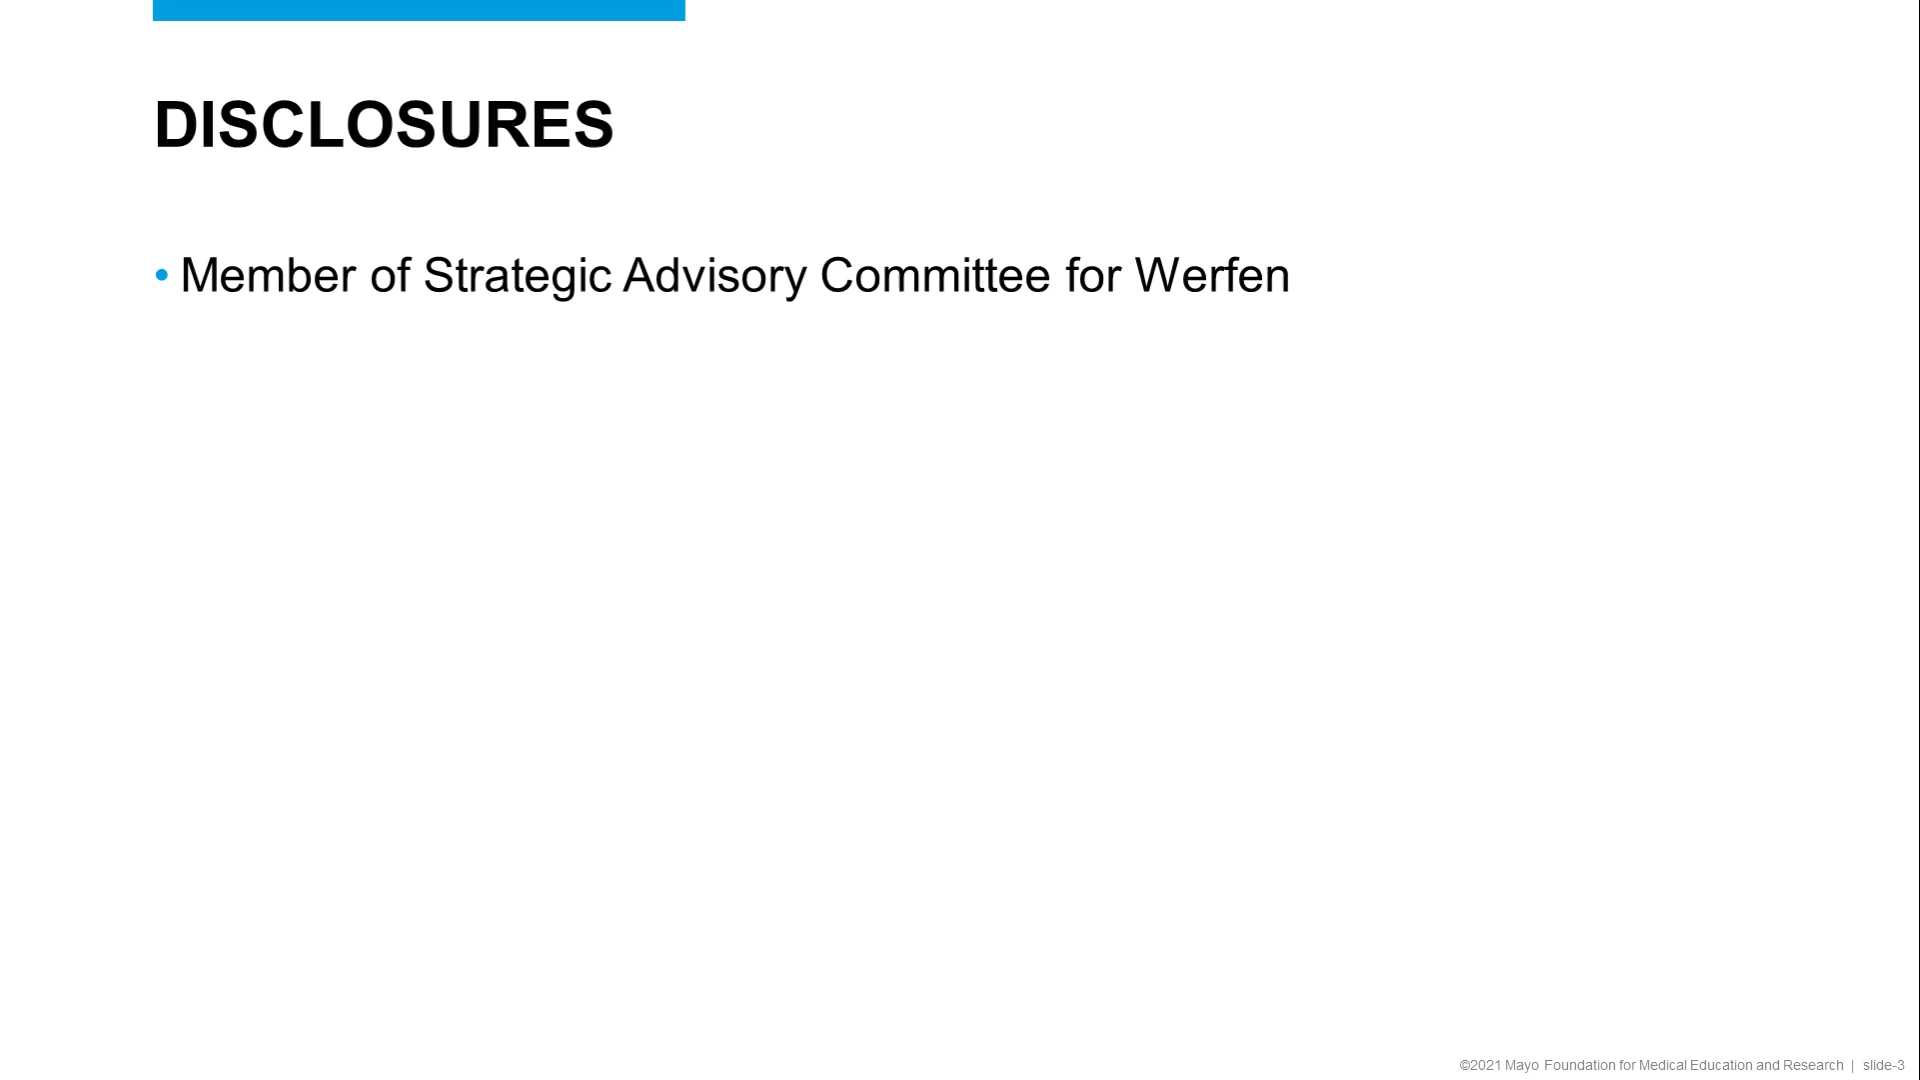 DISCLOSURES
• Member of Strategic Advisory Committee for Werfen
©2021 Mayo Foundation for Medical Education and Research | slide-3